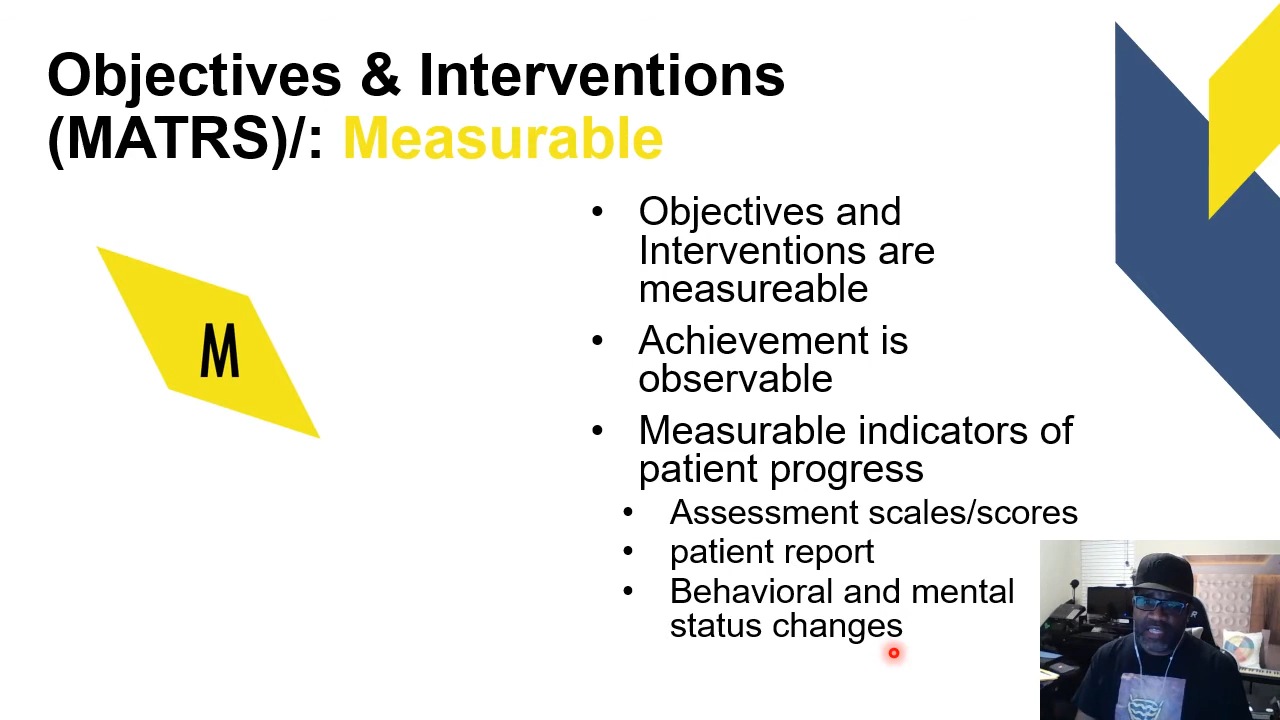 Objectives & Interventions
(MATRS)/: Measurable
M
• Objectives and
Interventions are
measureable
• Achievement is
observable
• Measurable indicators of
patient progress
• Assessment scales/scores
• patient report
• Behavioral and mental
status changes